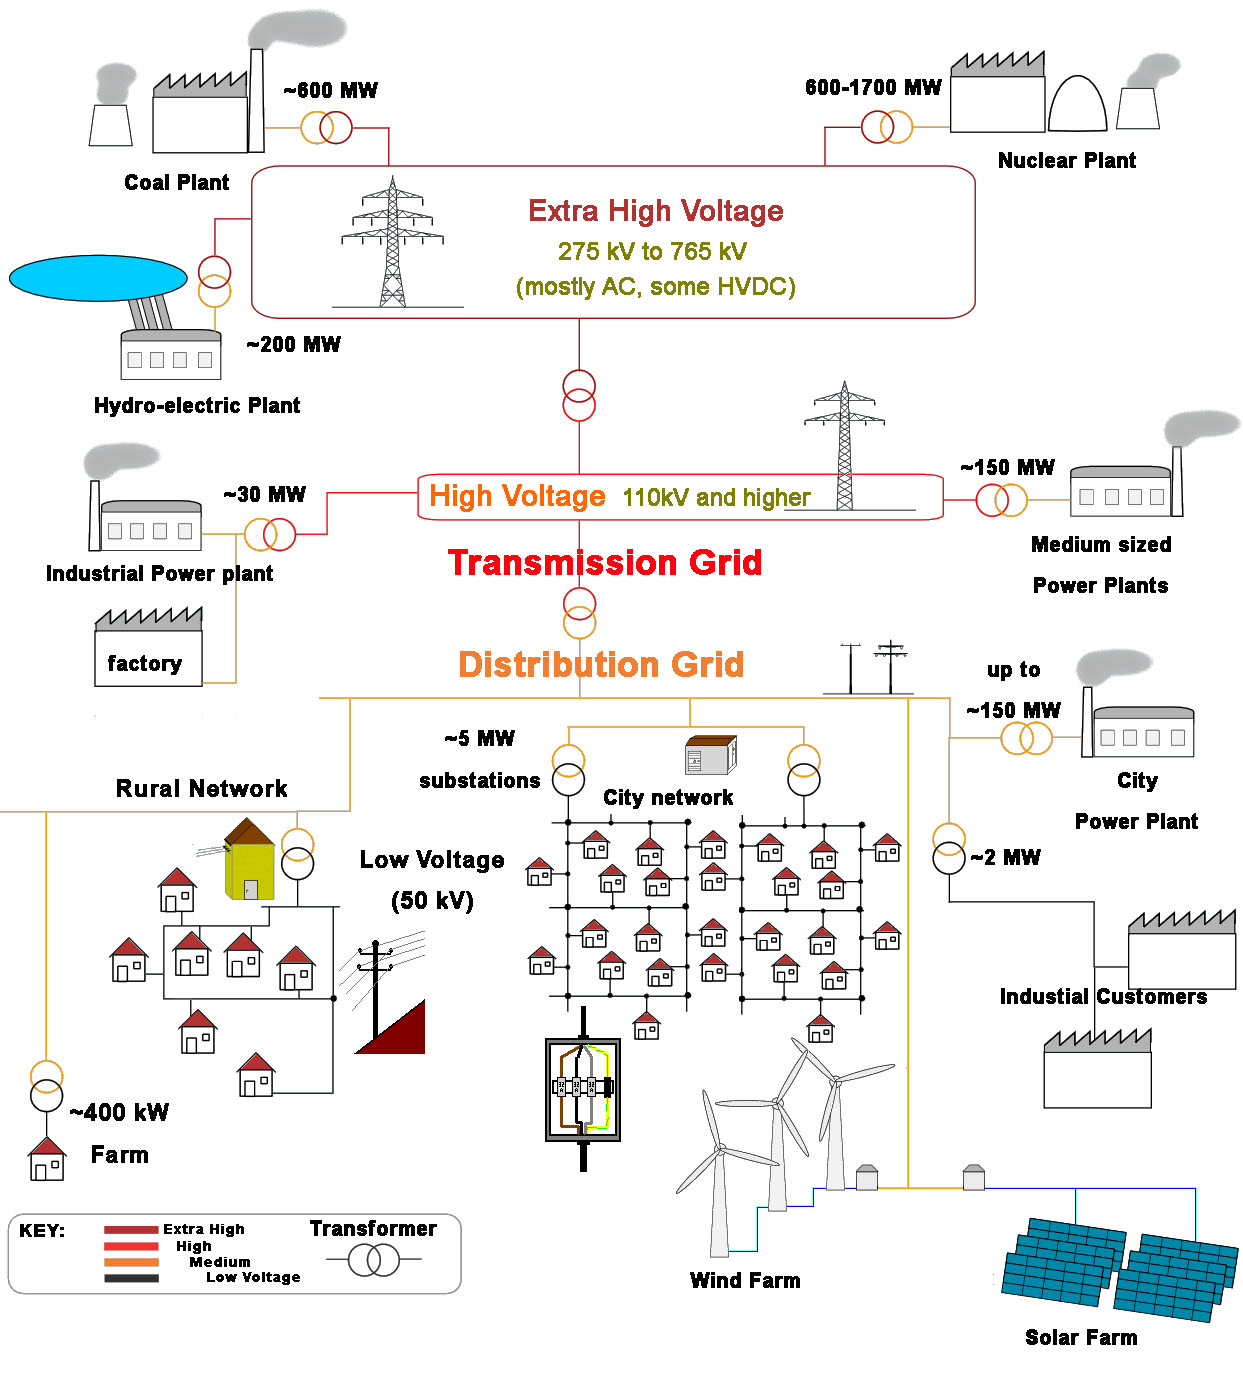 ~600 MW
600-1700 MW
Coal Plant
Nuclear Plant
Extra High Voltage
275 kV to 765 kV
(mostly AC, some HVDC)
~200 MW
Hydro-electric Plant
~150 MW
~30 MW
High Voltage 110kV and higher
Medium sized
Power Plants
Industrial Power plant
Transmission Grid
factory
Distribution Grid
up to
~150 MW
~5 MW
substations
City
Power Plant
Rural Network
City network
Low Voltage
(50 kV)
~2 MW
Industial Customers
~400 kW
Farm
KEY:
Extra High
High
Medium
Low Voltage
Transformer
Wind Farm
Solar Farm